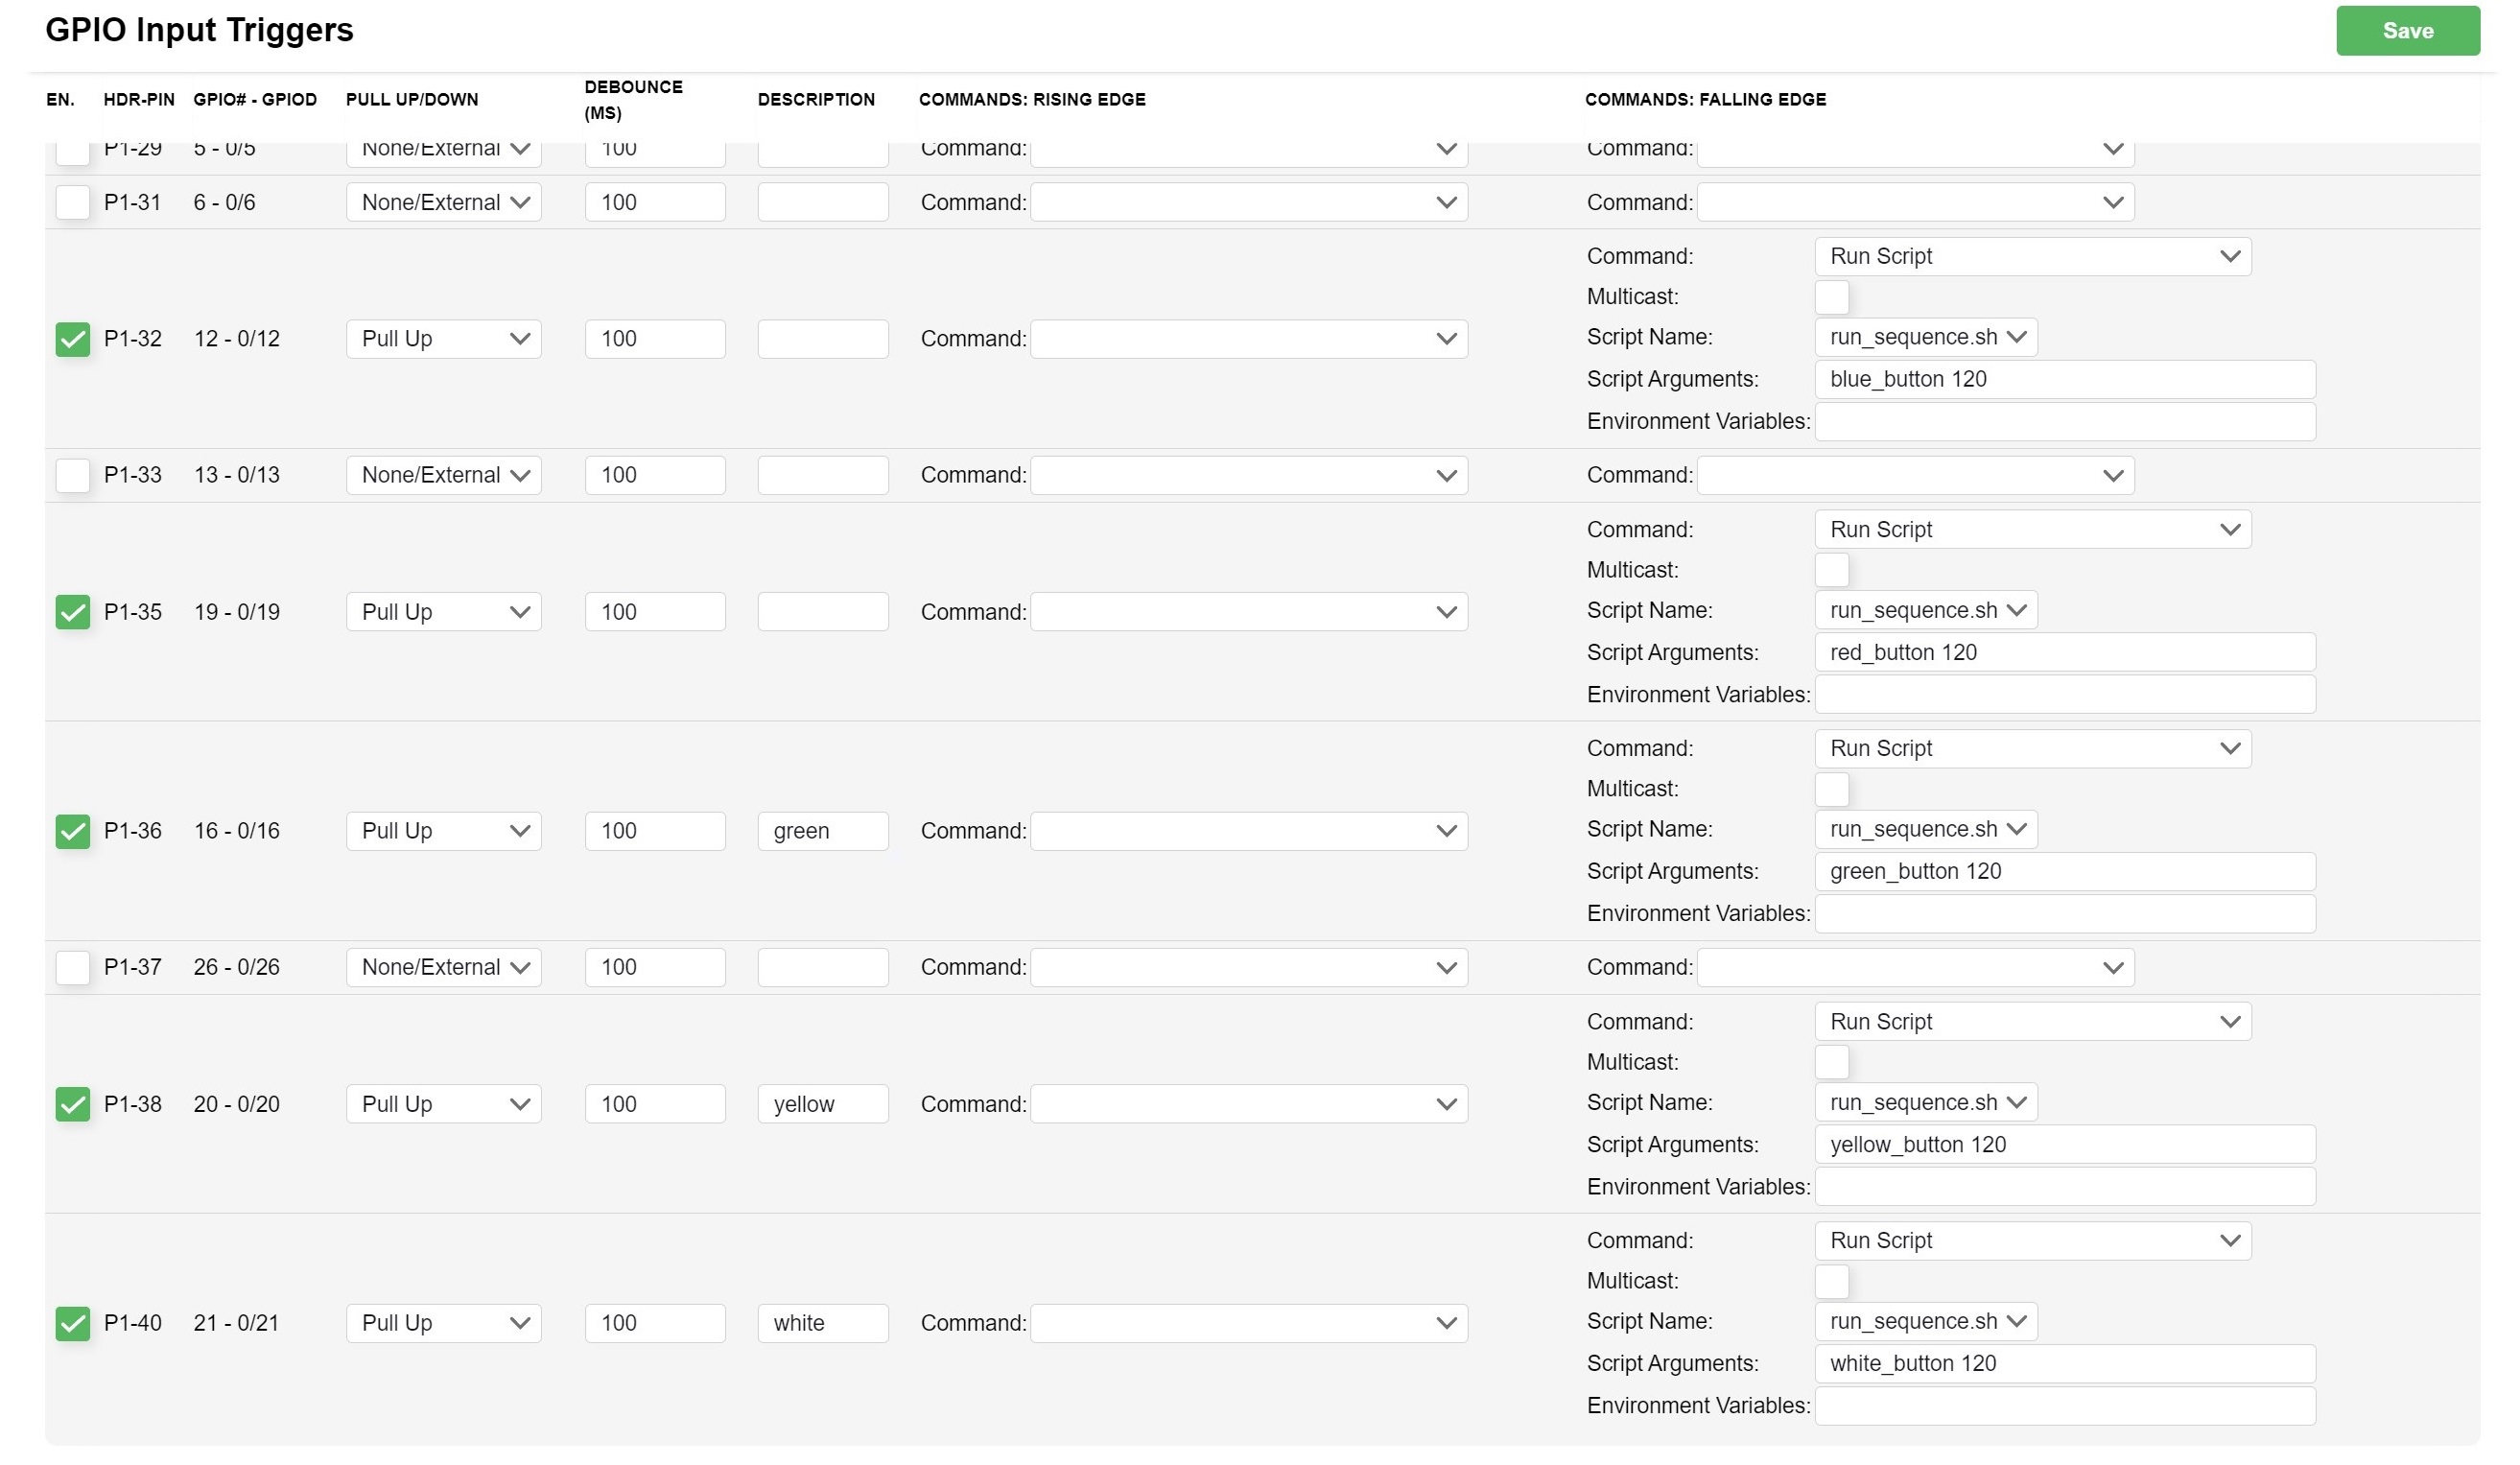 GPIO Input Triggers
Save
EN. HDR-PIN GPIO# - GPIOD PULL UP/DOWN DEBOUNCE (MS) DESCRIPTION COMMANDS: RISING EDGE COMMANDS: FALLING EDGE
P1-29 5 - 0/5 None/External 100 Command: Command:
P1-31 6 - 0/6 None/External 100 Command: Command:
P1-32 12 - 0/12 Pull Up 100 Command:
Command: Run Script
Multicast:
Script Name: run_sequence.sh
Script Arguments: blue_button 120
Environment Variables:
P1-33 13 - 0/13 None/External 100 Command: Command:
P1-35 19 - 0/19 Pull Up 100 Command:
Command: Run Script
Multicast:
Script Name: run_sequence.sh
Script Arguments: red_button 120
Environment Variables:
P1-36 16 - 0/16 Pull Up 100 green Command:
Command: Run Script
Multicast:
Script Name: run_sequence.sh
Script Arguments: green_button 120
Environment Variables:
P1-37 26 - 0/26 None/External 100 Command: Command:
P1-38 20 - 0/20 Pull Up 100 yellow Command:
Command: Run Script
Multicast:
Script Name: run_sequence.sh
Script Arguments: yellow_button 120
Environment Variables:
P1-40 21 - 0/21 Pull Up 100 white Command:
Command: Run Script
Multicast:
Script Name: run_sequence.sh
Script Arguments: white_button 120
Environment Variables: